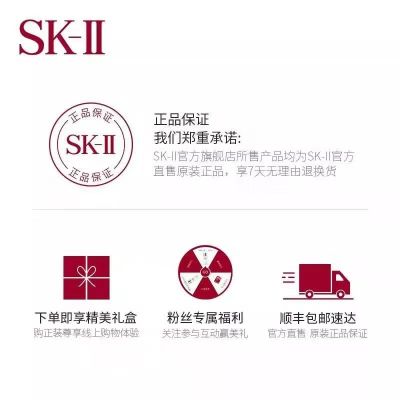 SK-II
正品保证
SK-II
正品保证
正品保证
我们郑重承诺:
SK-II官方旗舰店所售产品均为SK-II官方
直售原装正品，享7天无理由退换货
下单即享精美礼盒
购正装尊享线上购物体验
粉丝专属福利
关注参与互动赢美礼
顺丰包邮速达
官方直售 原装正品保证